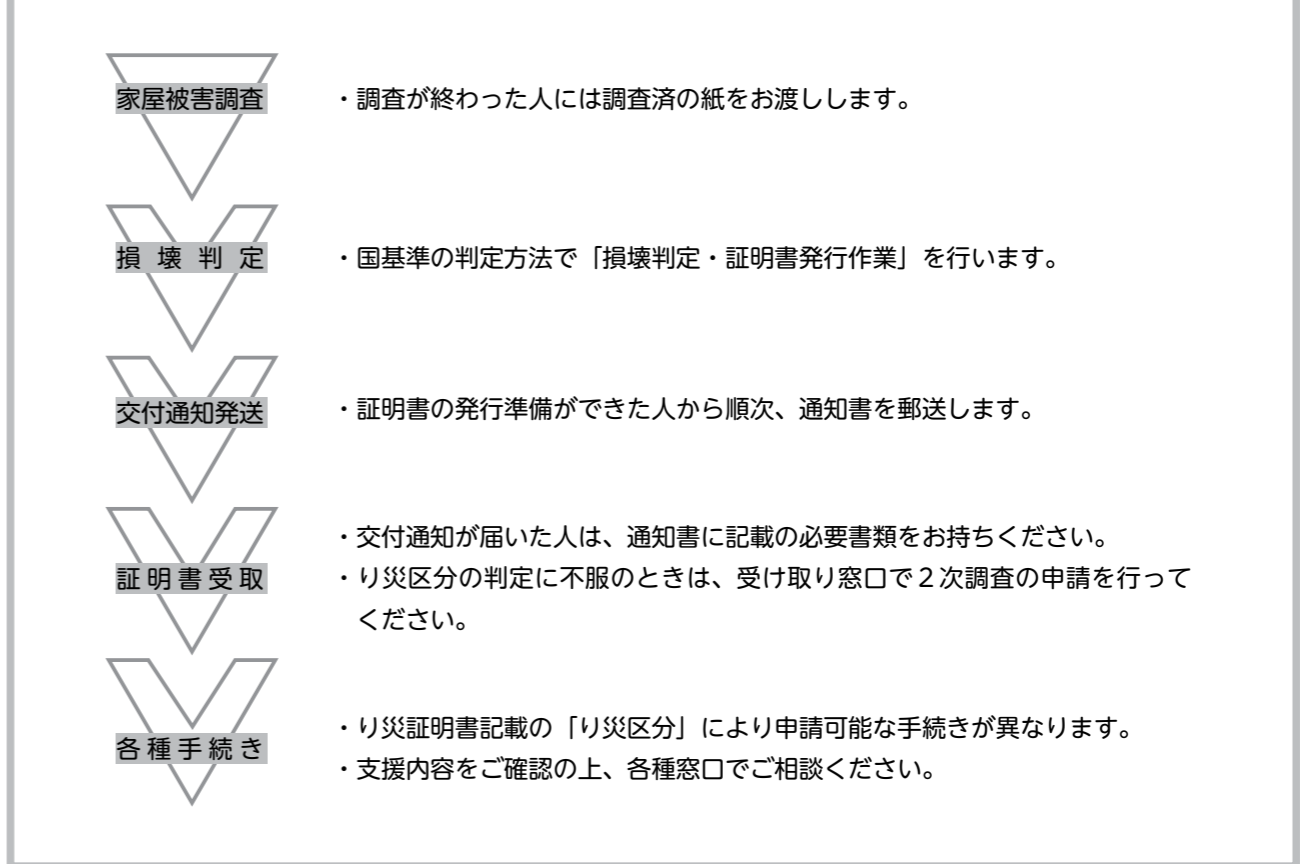 家屋被害調査
・調査が終わった人には調査済の紙をお渡しします。
損壊判定
・国基準の判定方法で「損壊判定・証明書発行作業」を行います。
交付通知発送
・証明書の発行準備ができた人から順次、通知書を郵送します。
証明書受取
・交付通知が届いた人は、通知書に記載の必要書類をお持ちください。
・り災区分の判定に不服のときは、受け取り窓口で２次調査の申請を行って
ください。
各種手続き
・り災証明書記載の「り災区分」により申請可能な手続きが異なります。
・支援内容をご確認の上、各種窓口でご相談ください。